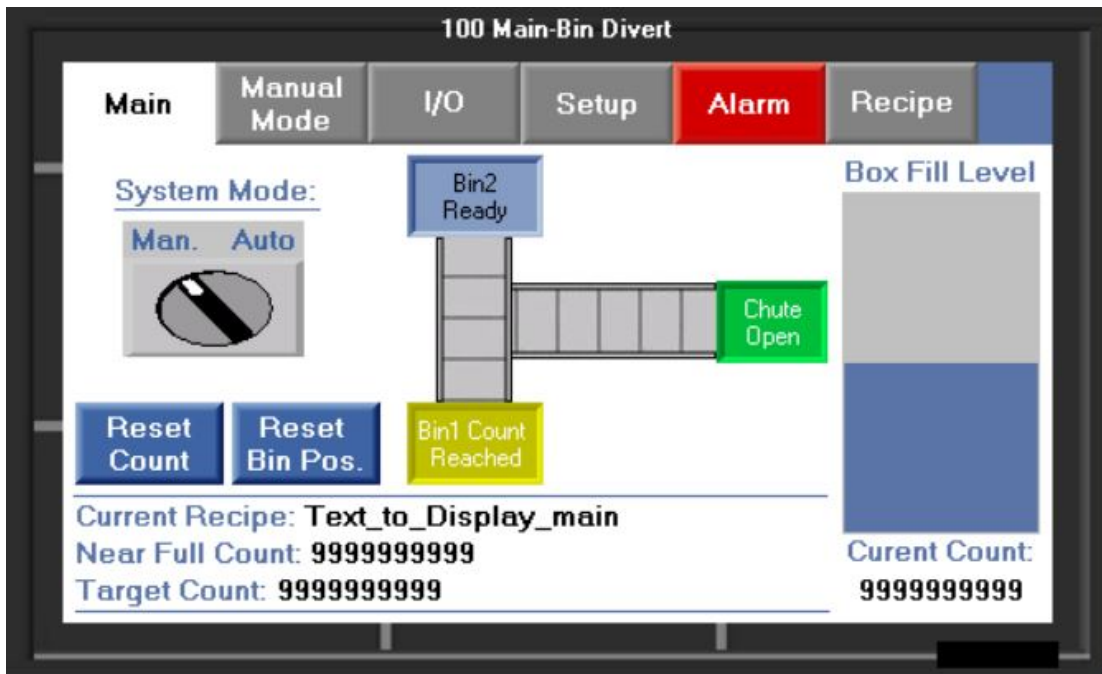 100 Main-Bin Divert
Main
Manual
Mode
I/O
Setup
Alarm
Recipe
System Mode:
Man. Auto
Bin2
Ready
Chute
Open
Bin1 Count
Reached
Reset
Count
Reset
Bin Pos.
Box Fill Level
Current Recipe: Text_to_Display_main
Near Full Count: 9999999999
Target Count: 9999999999
Curent Count:
9999999999